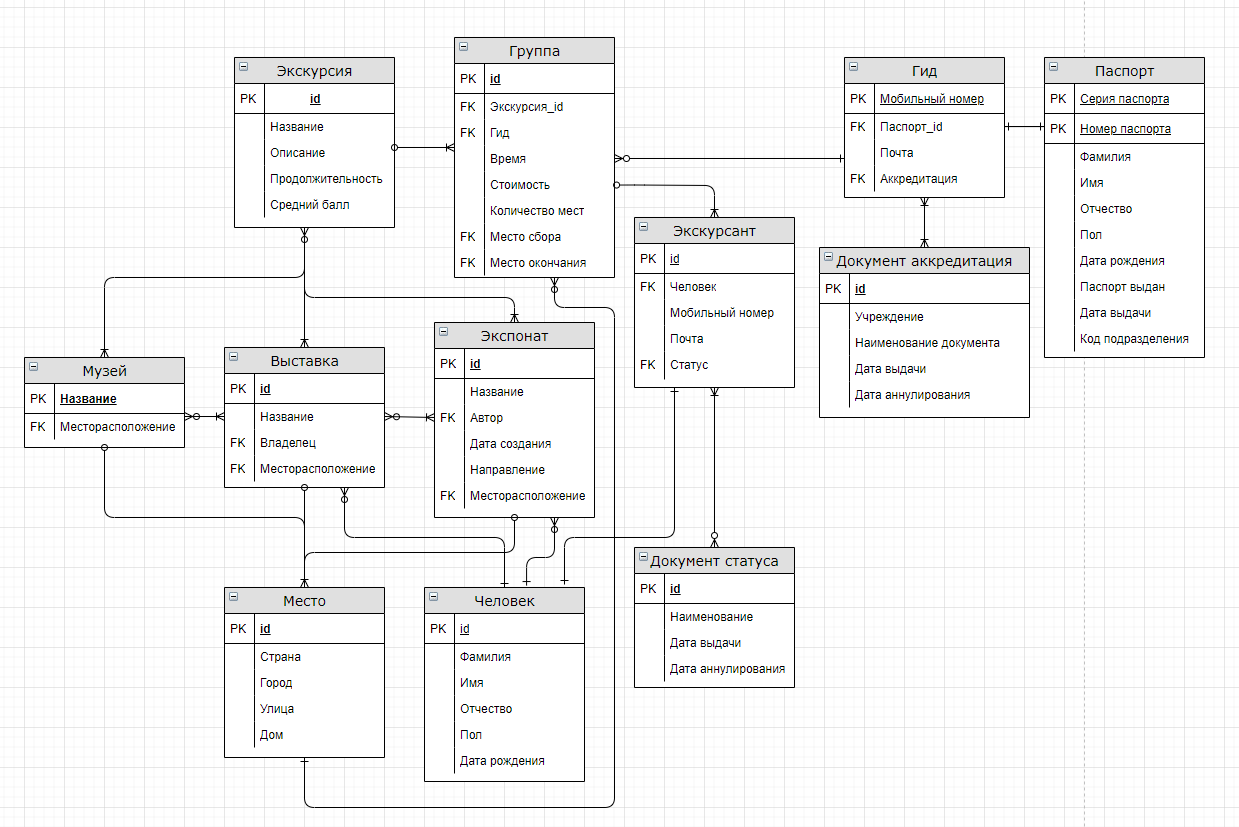 Экскурсия
PK id
Название
Описание
Продолжительность
Средний балл
Группа
PK id
FK Экскурсия_id
FK Гид
Время
Стоимость
Количество мест
FK Место сбора
FK Место окончания
Гид
PK Мобильный номер
FK Паспорт_id
Почта
FK Аккредитация
Паспорт
PK Серия паспорта
PK Номер паспорта
Фамилия
Имя
Отчество
Пол
Дата рождения
Паспорт выдан
Дата выдачи
Код подразделения
Экскурсант
PK id
FK Человек
Мобильный номер
Почта
FK Статус
Документ аккредитация
PK id
Учреждение
Наименование документа
Дата выдачи
Дата аннулирования
Музей
PK Название
FK Месторасположение
Выставка
PK id
Название
FK Владелец
FK Месторасположение
Экспонат
PK id
Название
FK Автор
Дата создания
Направление
FK Месторасположение
Место
PK id
Страна
Город
Улица
Дом
Человек
PK id
Фамилия
Имя
Отчество
Пол
Дата рождения
Документ статуса
PK id
Наименование
Дата выдачи
Дата аннулирования